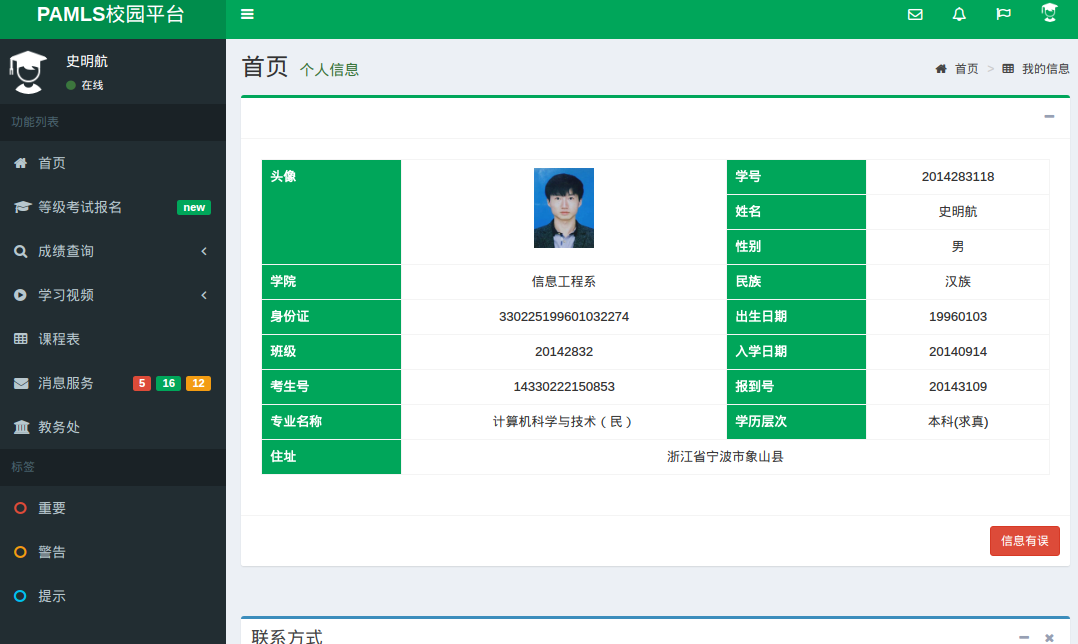 PAMLS校园平台
史明航
在线
功能列表
首页
等级考试报名 new
成绩查询
学习视频
课程表
消息服务 5 16 12
教务处
标签
重要
警告
提示
首页 个人信息
首页 > 我的信息
头像
学号 2014283118
姓名 史明航
性别 男
学院 信息工程系 民族 汉族
身份证 330225199601032274 出生日期 19960103
班级 20142832 入学日期 20140914
考生号 14330222150853 报到号 20143109
专业名称 计算机科学与技术（民） 学历层次 本科(求真)
住址 浙江省宁波市象山县
信息有误
联系方式